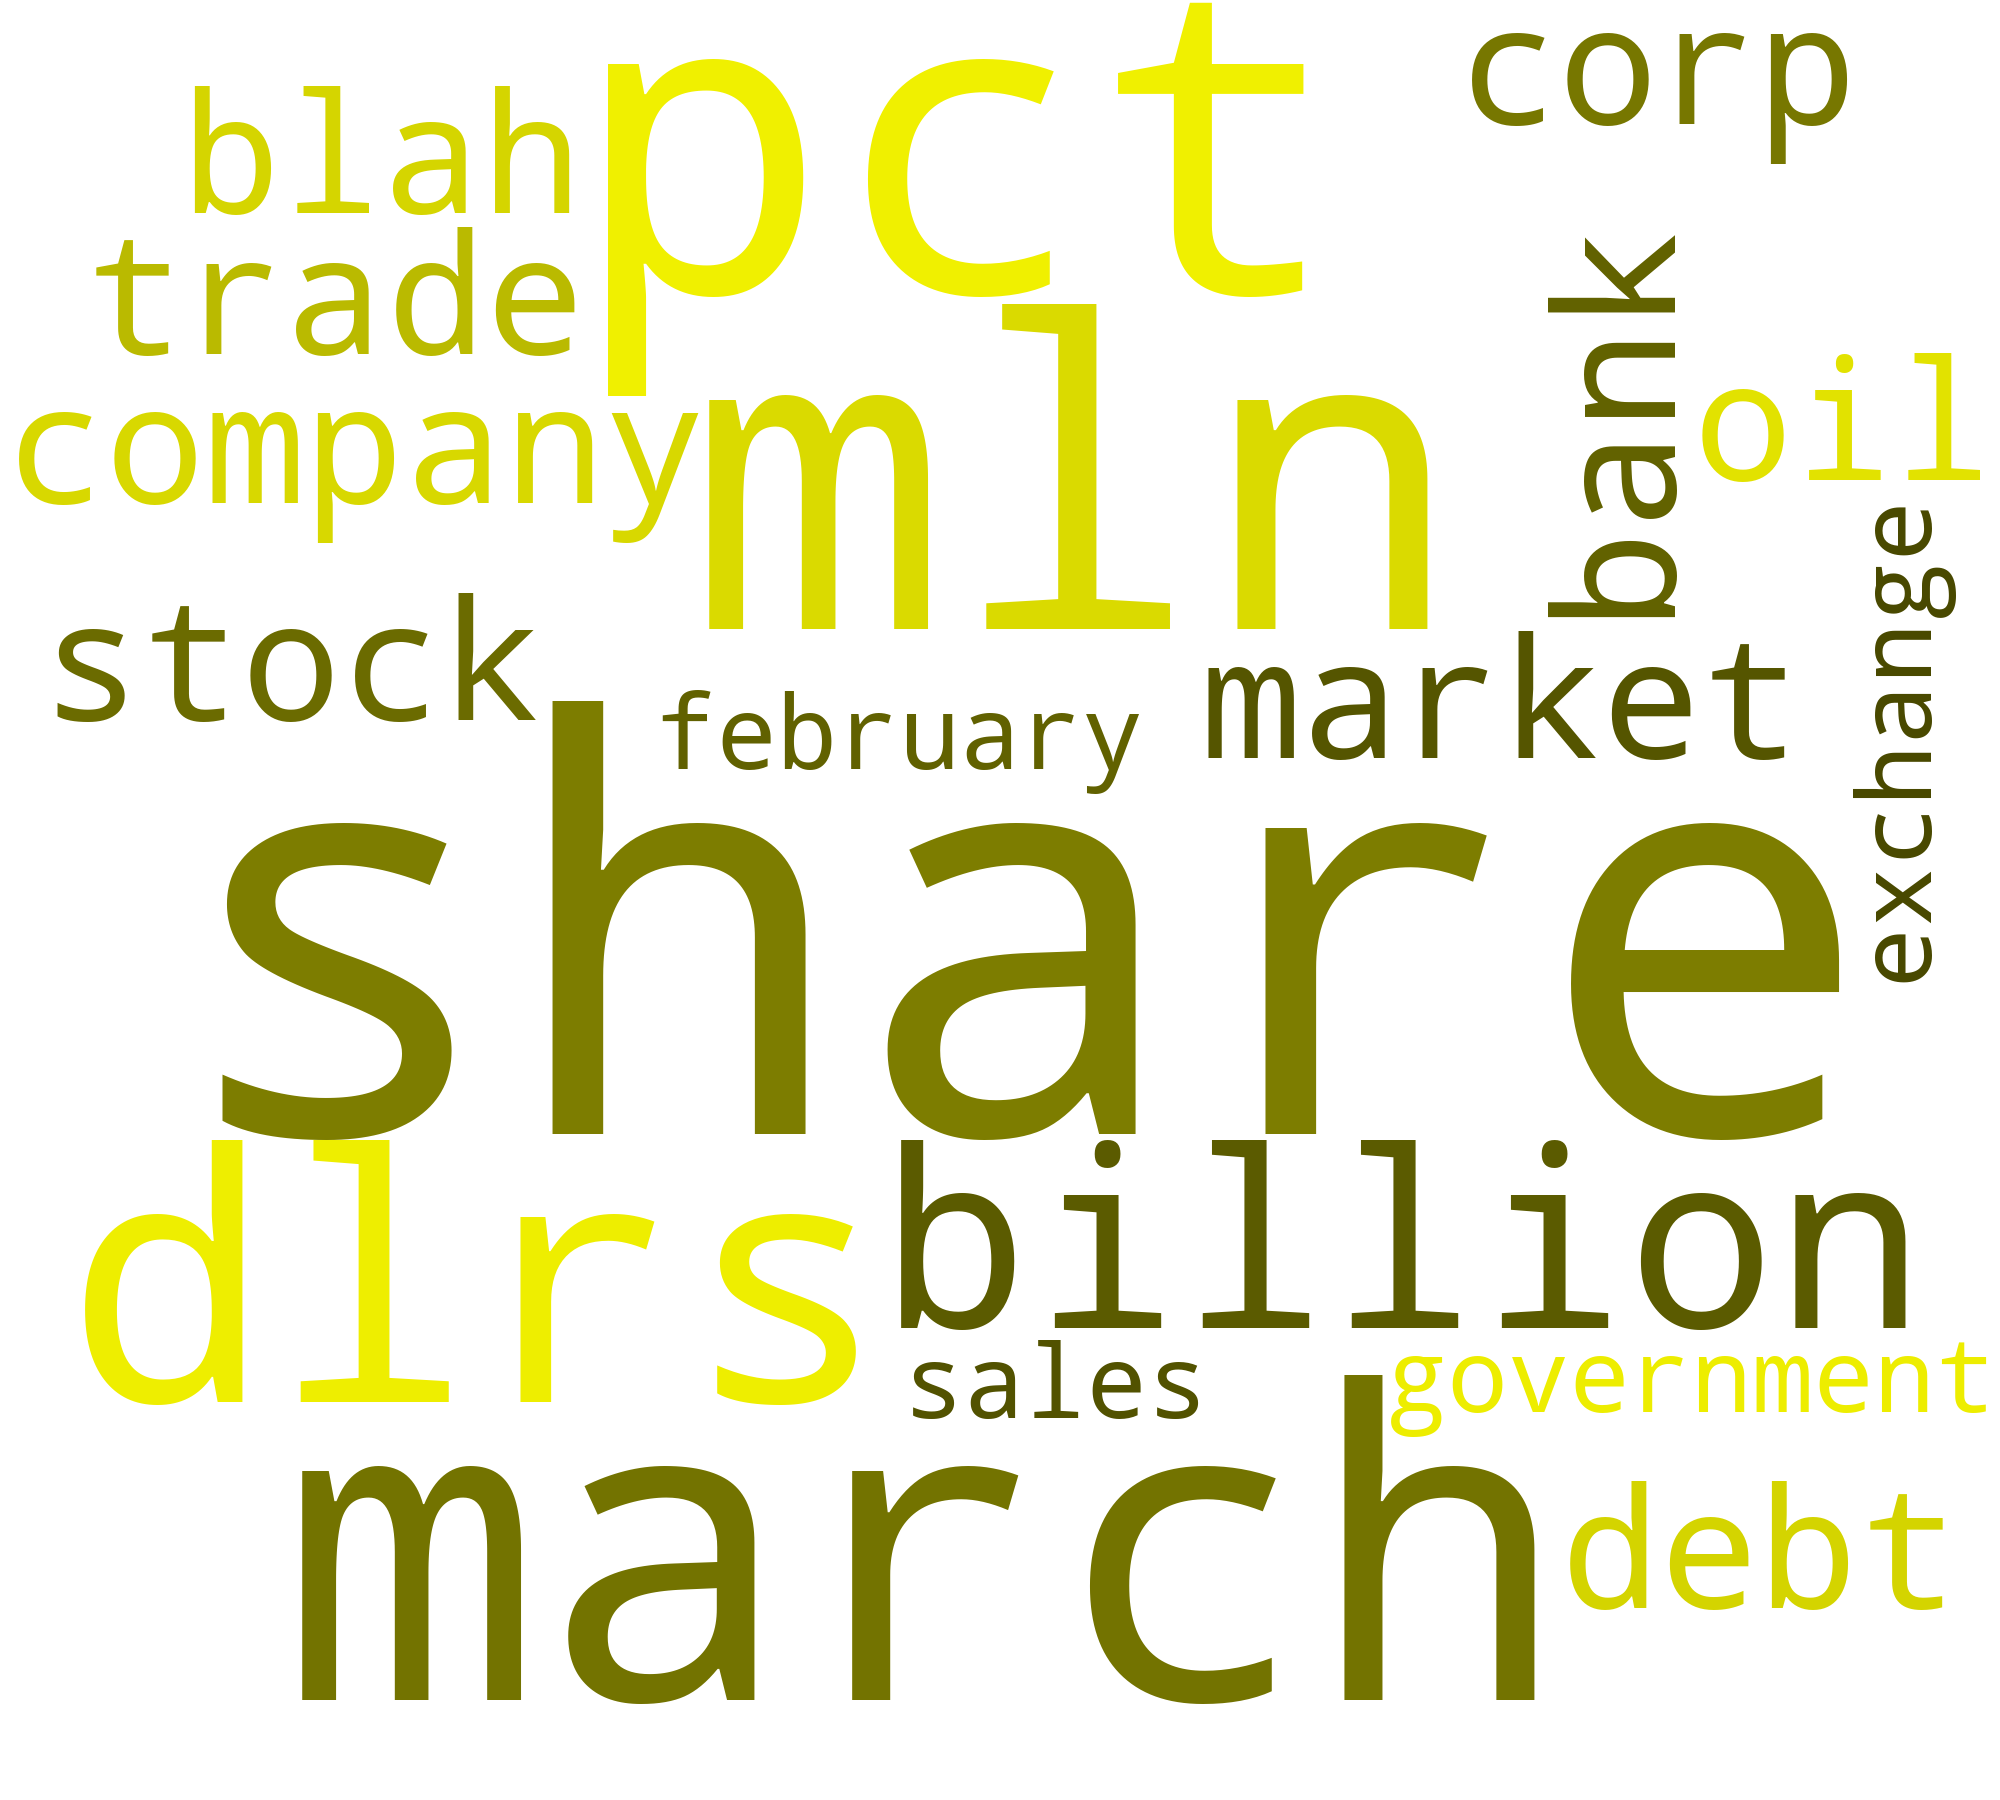 pct
corp
blah
trade
bank
mln
oil
company
exchange
stock
market
february
share
dlrs
billion
sales
government
march
debt